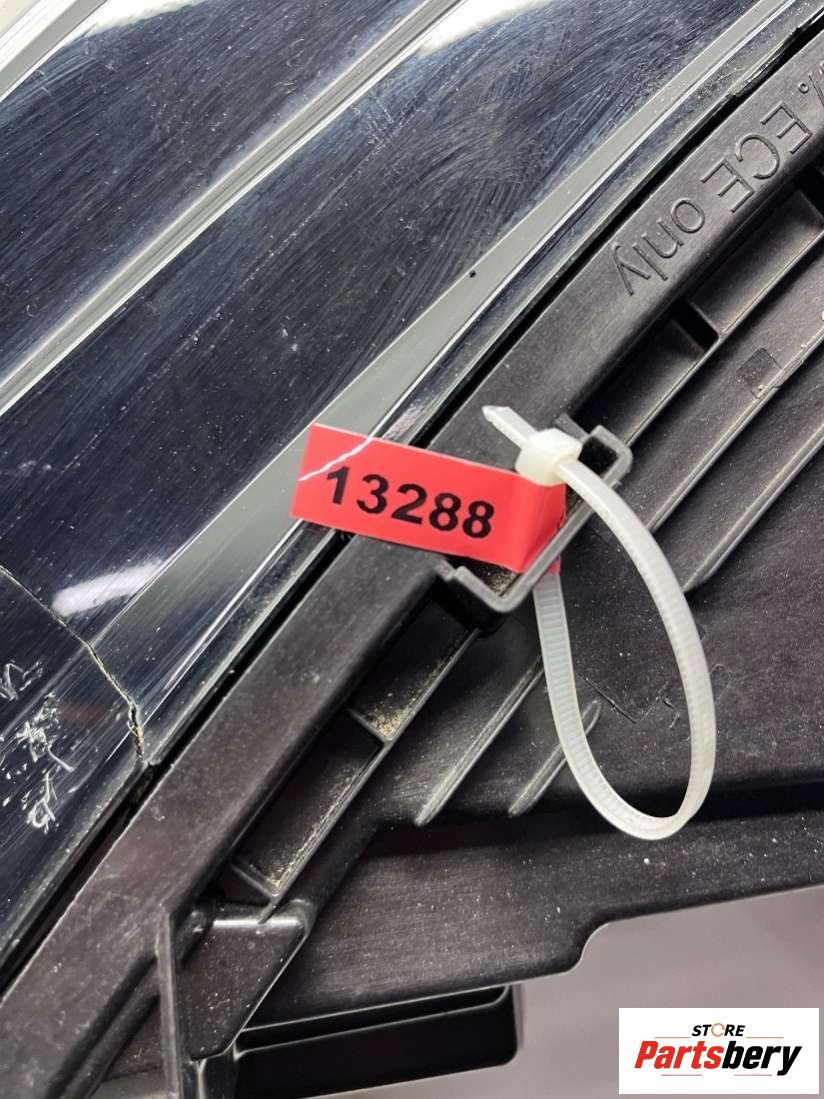 % ECE only
13288
STORE
Partsbery